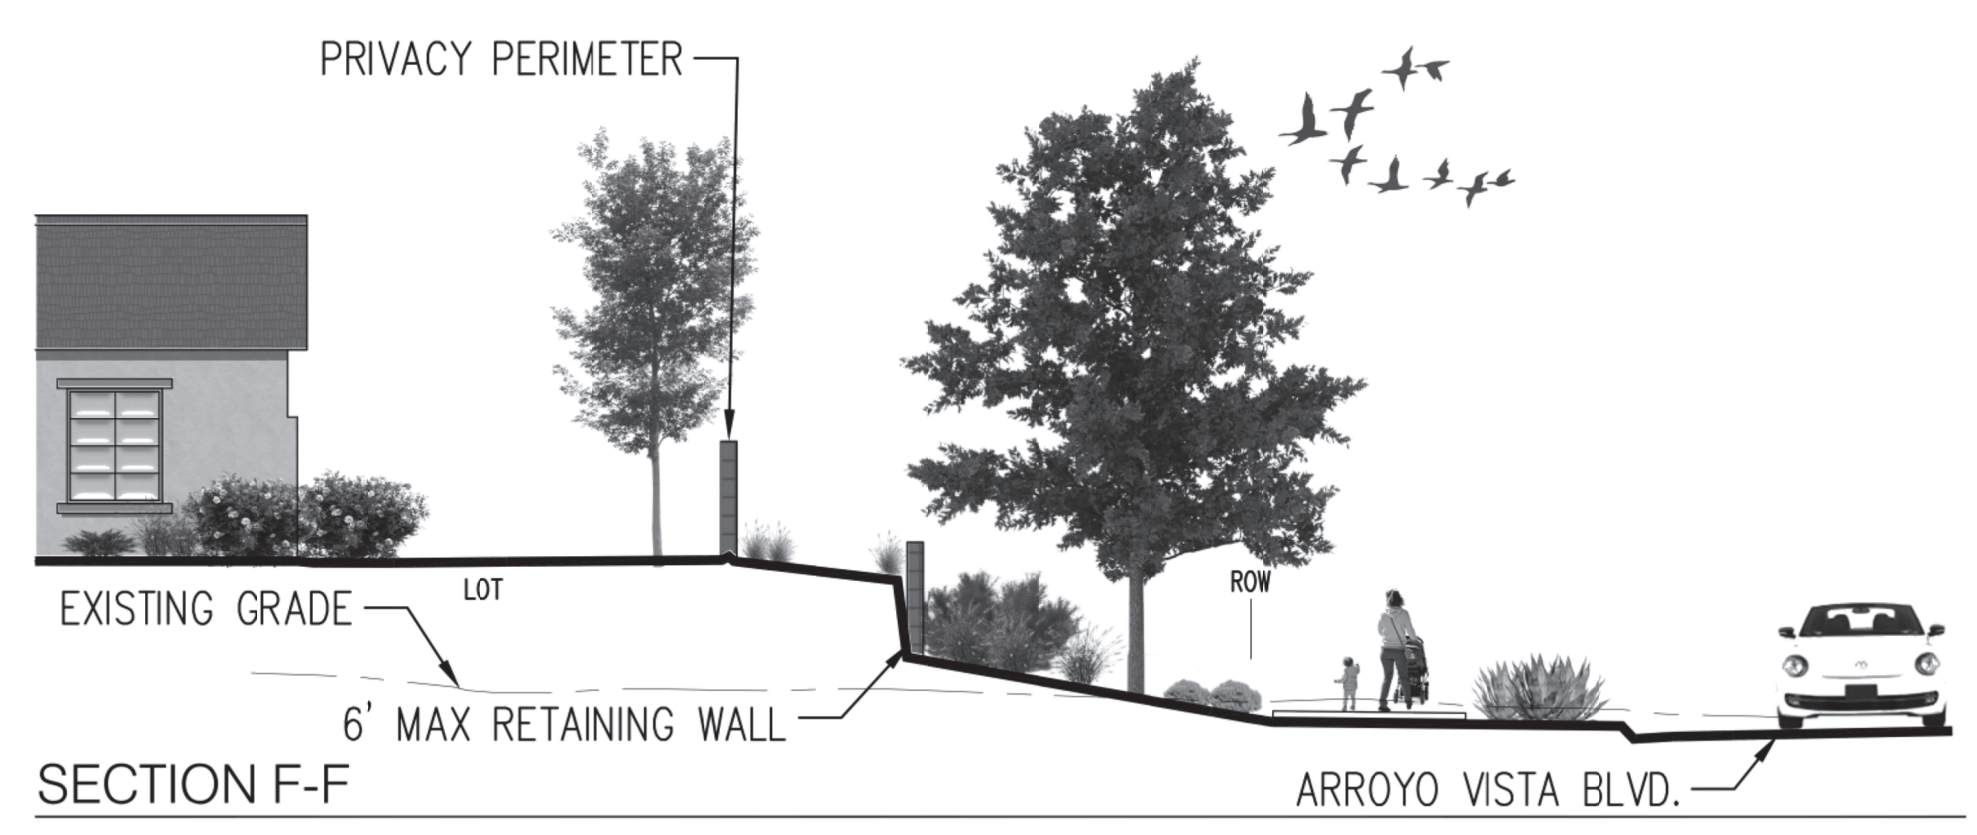 PRIVACY PERIMETER
LOT
EXISTING GRADE
ROW
6' MAX RETAINING WALL
SECTION F-F
ARROYO VISTA BLVD.